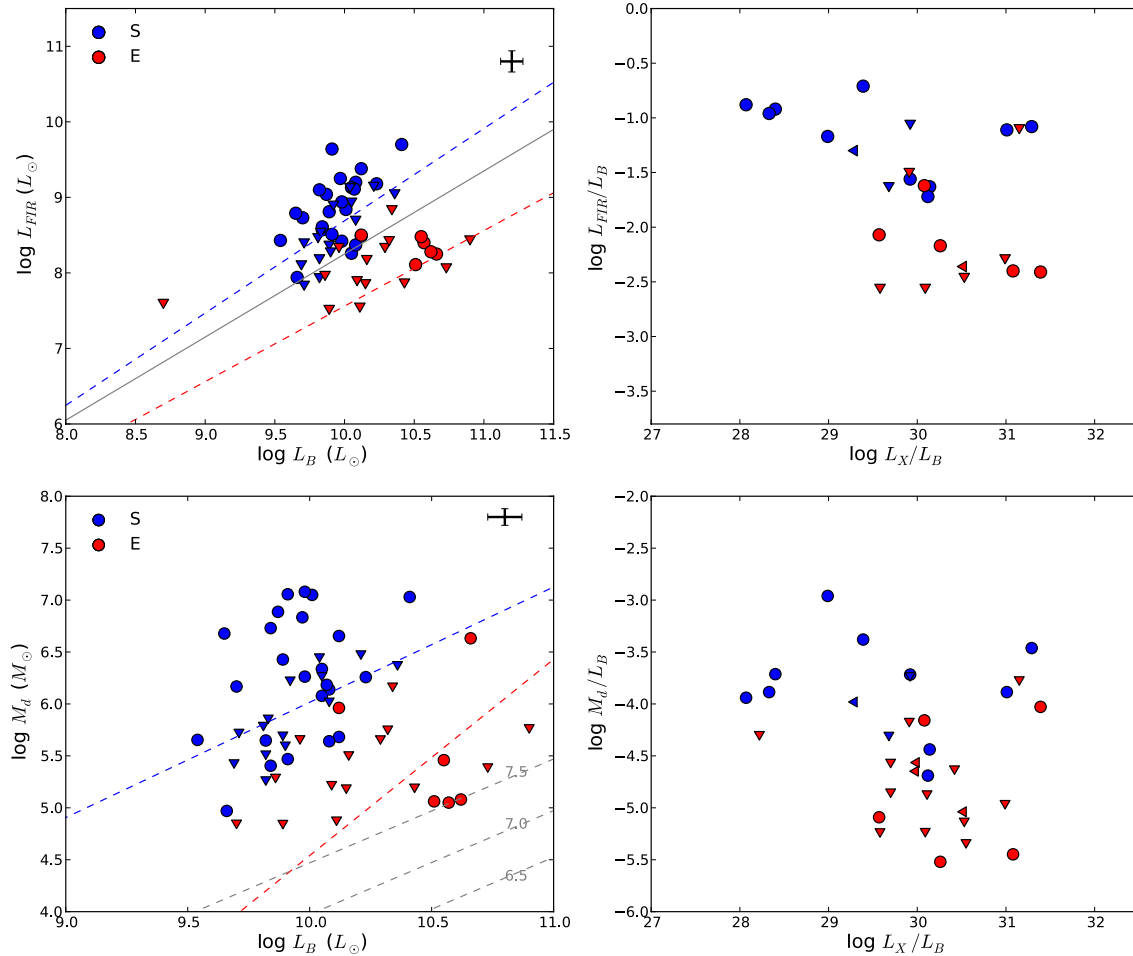 S
E
11
10
9
8
7
6
log L_FIR (L_⊙)
8.0 8.5 9.0 9.5 10.0 10.5 11.0 11.5
log L_B (L_⊙)
0.0
−0.5
−1.0
−1.5
−2.0
−2.5
−3.0
−3.5
log L_FIR/L_B
27 28 29 30 31 32
log L_X/L_B
S
E
8.0
7.5
7.0
6.5
6.0
5.5
5.0
4.5
4.0
log M_d (M_⊙)
7.5
7.0
6.5
9.0 9.5 10.0 10.5 11.0
log L_B (L_⊙)
−2.0
−2.5
−3.0
−3.5
−4.0
−4.5
−5.0
−5.5
−6.0
log M_d/L_B
27 28 29 30 31 32
log L_X/L_B